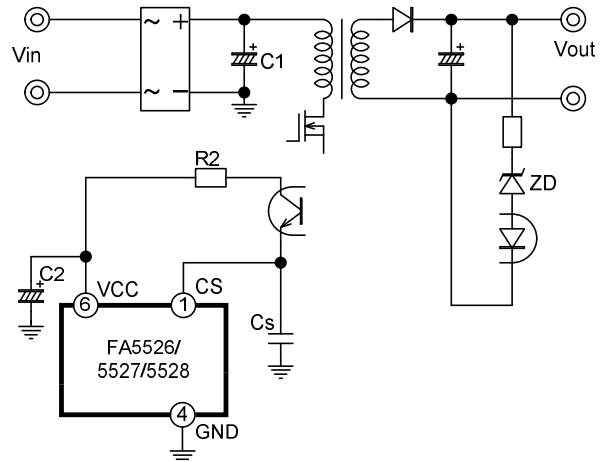 ~ +
Vin
C1
~ −
Vout
R2
ZD
C2
+
VCC
CS
6
1
Cs
FA5526/
5527/5528
4
GND
+
+